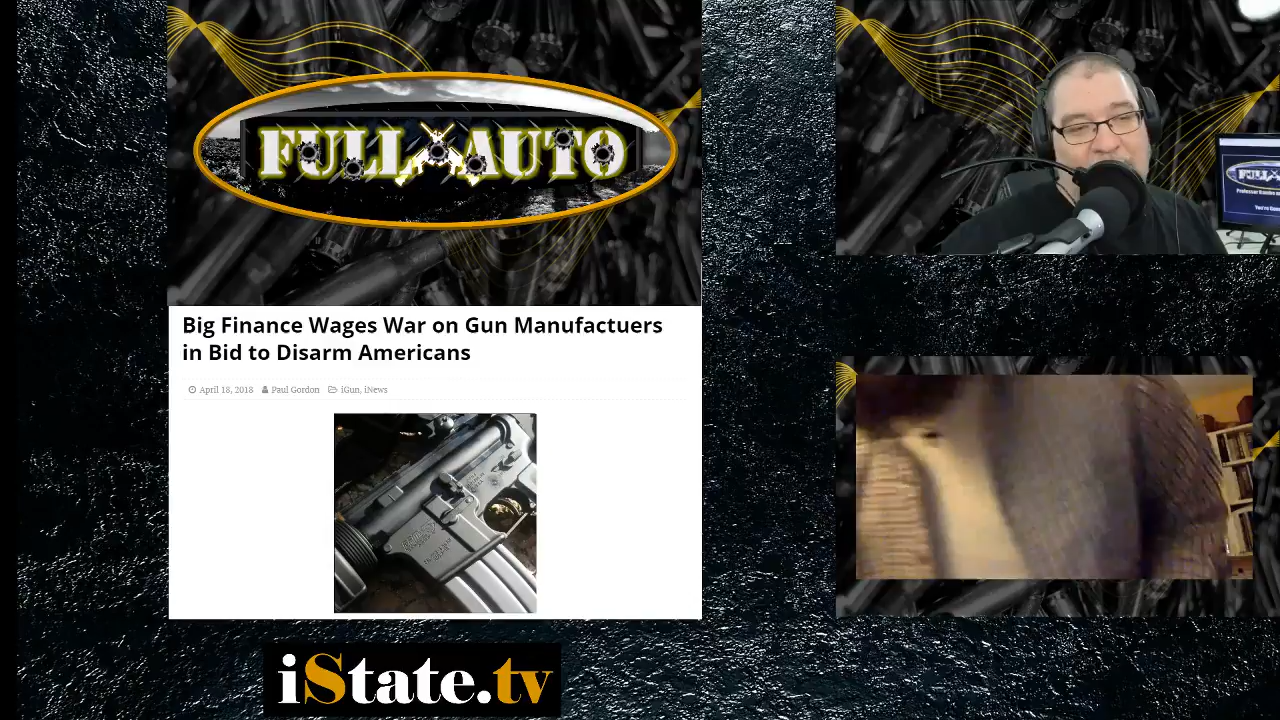 FULL AUTO
Big Finance Wages War on Gun Manufactuers
in Bid to Disarm Americans
April 18, 2018 Paul Gordon iGun, iNews
iState.tv